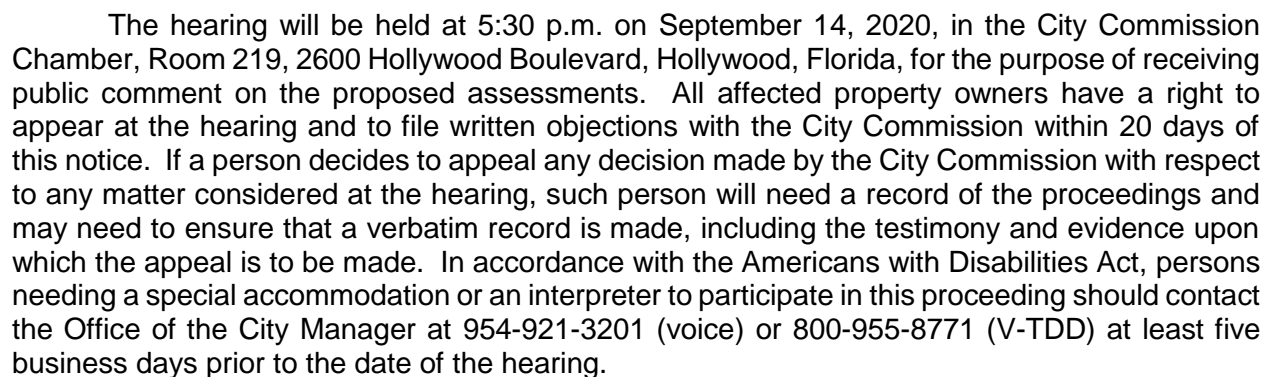 The hearing will be held at 5:30 p.m. on September 14, 2020, in the City Commission
Chamber, Room 219, 2600 Hollywood Boulevard, Hollywood, Florida, for the purpose of receiving
public comment on the proposed assessments. All affected property owners have a right to
appear at the hearing and to file written objections with the City Commission within 20 days of
this notice. If a person decides to appeal any decision made by the City Commission with respect
to any matter considered at the hearing, such person will need a record of the proceedings and
may need to ensure that a verbatim record is made, including the testimony and evidence upon
which the appeal is to be made. In accordance with the Americans with Disabilities Act, persons
needing a special accommodation or an interpreter to participate in this proceeding should contact
the Office of the City Manager at 954-921-3201 (voice) or 800-955-8771 (V-TDD) at least five
business days prior to the date of the hearing.